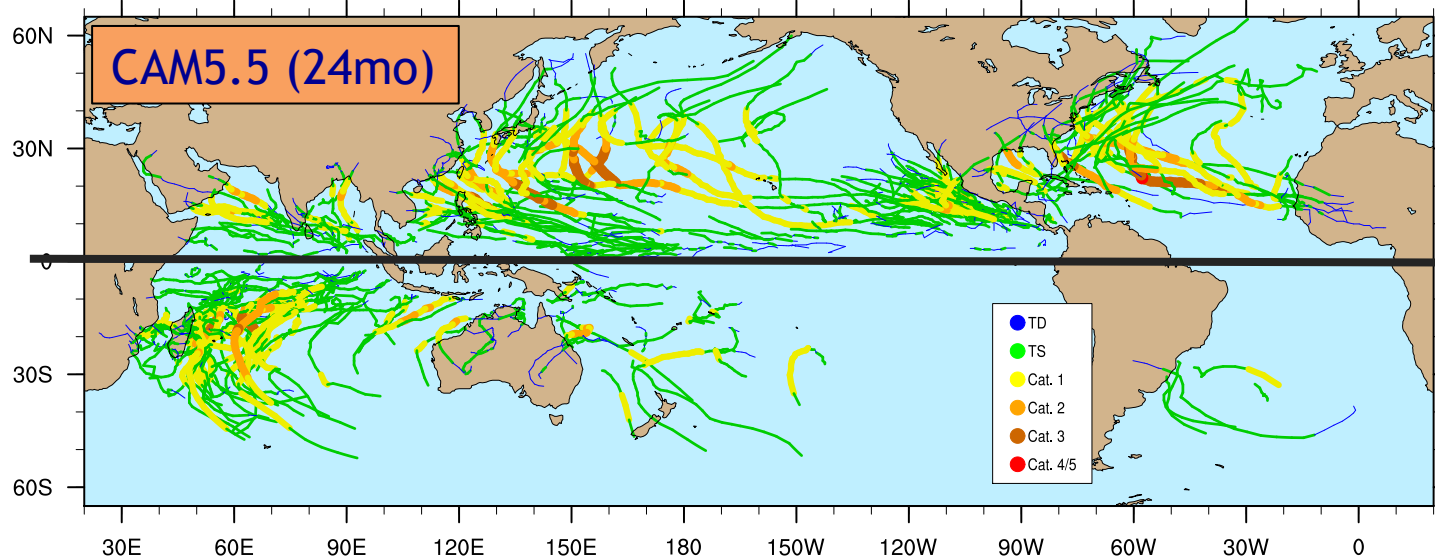 CAM5.5 (24mo)
60N
30N
0
30S
60S
TD
TS
Cat. 1
Cat. 2
Cat. 3
Cat. 4/5
30E 60E 90E 120E 150E 180 150W 120W 90W 60W 30W 0